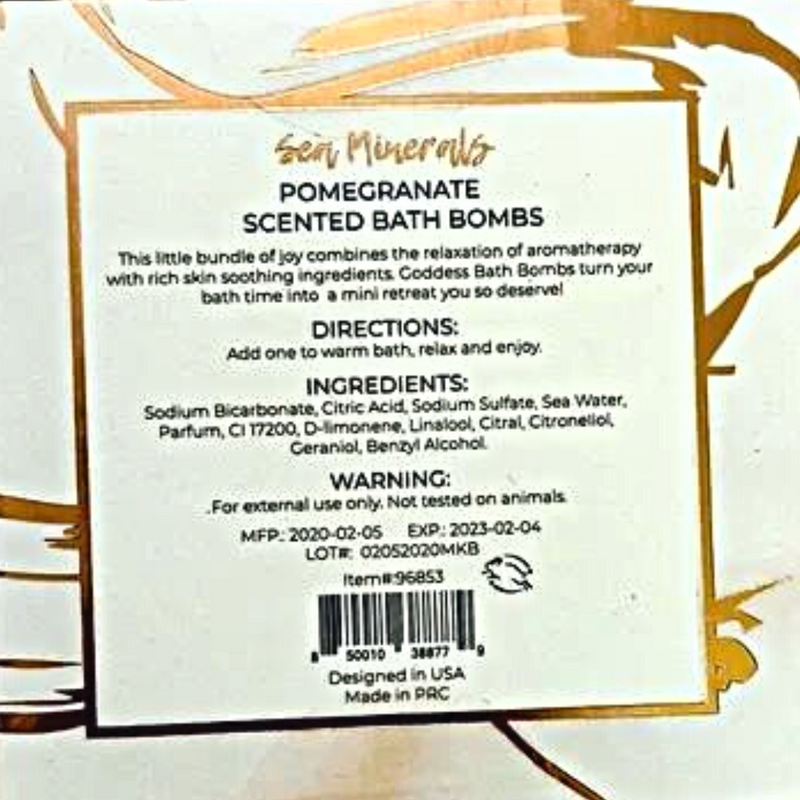 Sea Minerals
POMEGRANATE
SCENTED BATH BOMBS
This little bundle of joy combines the relaxation of aromatherapy
with rich skin soothing ingredients. Goddess Bath Bombs turn your
bath time into a mini retreat you so deserve!
DIRECTIONS:
Add one to warm bath, relax and enjoy.
INGREDIENTS:
Sodium Bicarbonate, Citric Acid, Sodium Sulfate, Sea Water,
Parfum, CI 17200, D-limonene, Linalool, Citral, Citronellol,
Geraniol, Benzyl Alcohol.
WARNING:
.For external use only. Not tested on animals.
MFP.: 2020-02-05 EXP.: 2023-02-04
LOT#: 02052020MKB
Item#:96853
8 50010 38877 9
Designed in USA
Made in PRC